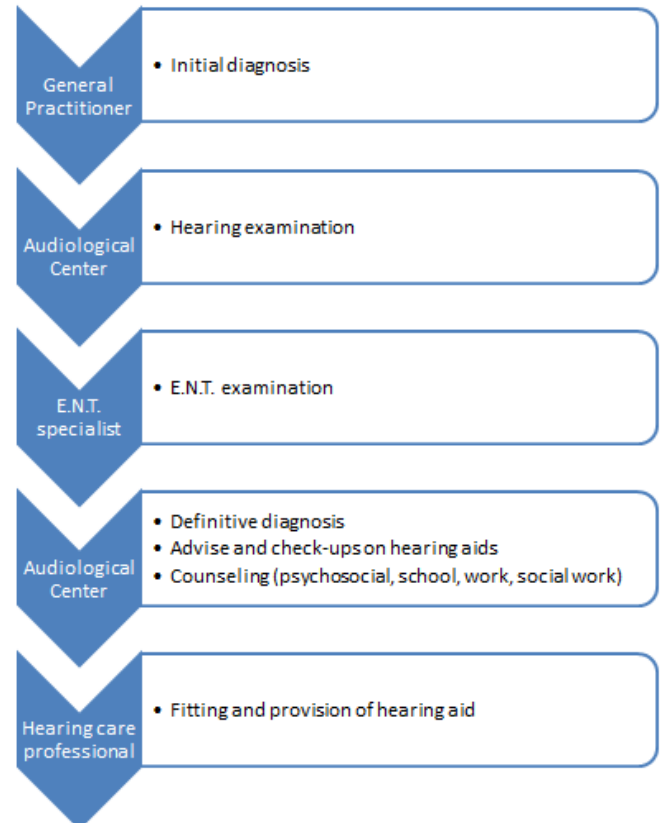 General
Practitioner
• Initial diagnosis
Audiological
Center
• Hearing examination
E.N.T.
specialist
• E.N.T. examination
Audiological
Center
• Definitive diagnosis
• Advise and check-ups on hearing aids
• Counseling (psychosocial, school, work, social work)
Hearing care
professional
• Fitting and provision of hearing aid